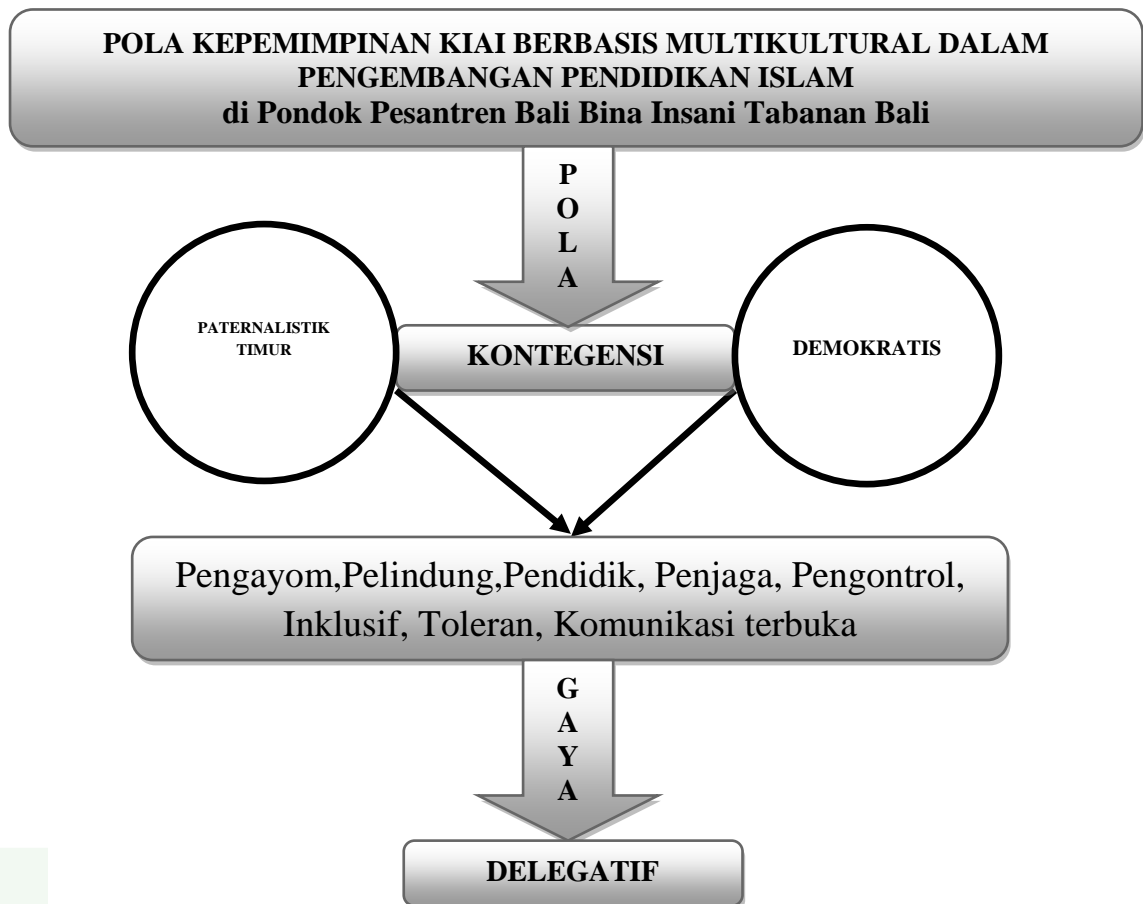 POLA KEPEMIMPINAN KIAI BERBASIS MULTIKULTURAL DALAM
PENGEMBANGAN PENDIDIKAN ISLAM
di Pondok Pesantren Bali Bina Insani Tabanan Bali
P
O
L
A
PATERNALISTIK
TIMUR
KONTEGENSI
DEMOKRATIS
Pengayom,Pelindung,Pendidik, Penjaga, Pengontrol,
Inklusif, Toleran, Komunikasi terbuka
G
A
Y
A
DELEGATIF